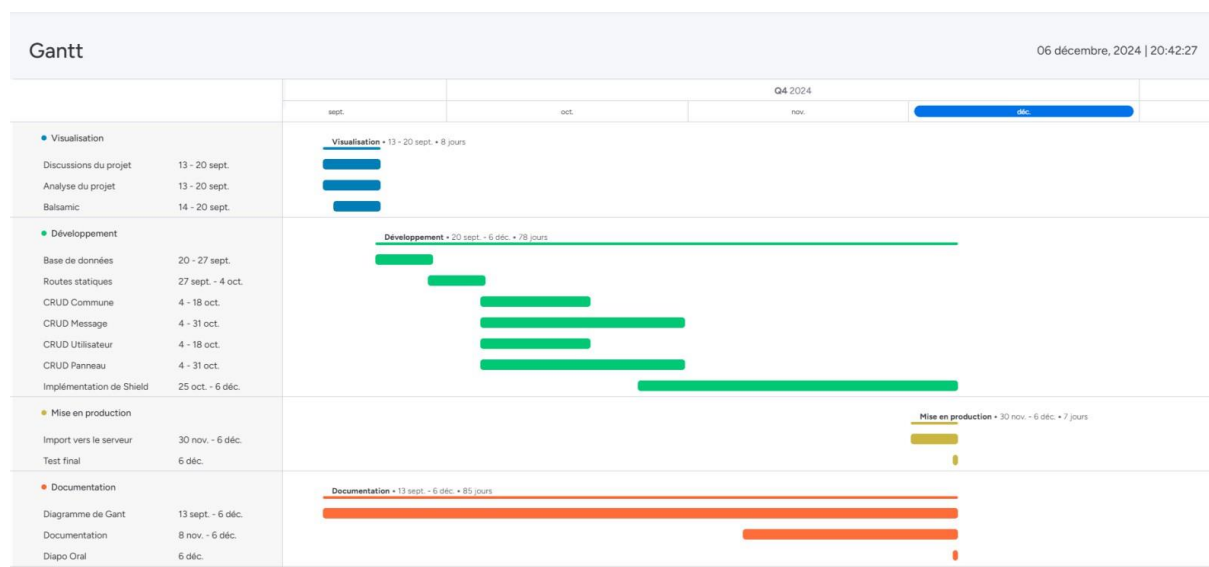 Gantt
06 décembre, 2024 | 20:42:27
Q4 2024
sept. oct. nov. déc.
Visualisation
Visualisation • 13 - 20 sept. • 8 jours
Discussions du projet 13 - 20 sept.
Analyse du projet 13 - 20 sept.
Balsamic 14 - 20 sept.
Développement
Développement • 20 sept. - 6 déc. • 78 jours
Base de données 20 - 27 sept.
Routes statiques 27 sept. - 4 oct.
CRUD Commune 4 - 18 oct.
CRUD Message 4 - 31 oct.
CRUD Utilisateur 4 - 18 oct.
CRUD Panneau 4 - 31 oct.
Implémentation de Shield 25 oct. - 6 déc.
Mise en production
Mise en production • 30 nov. - 6 déc. • 7 jours
Import vers le serveur 30 nov. - 6 déc.
Test final 6 déc.
Documentation
Documentation • 13 sept. - 6 déc. • 85 jours
Diagramme de Gant 13 sept. - 6 déc.
Documentation 8 nov. - 6 déc.
Diapo Oral 6 déc.